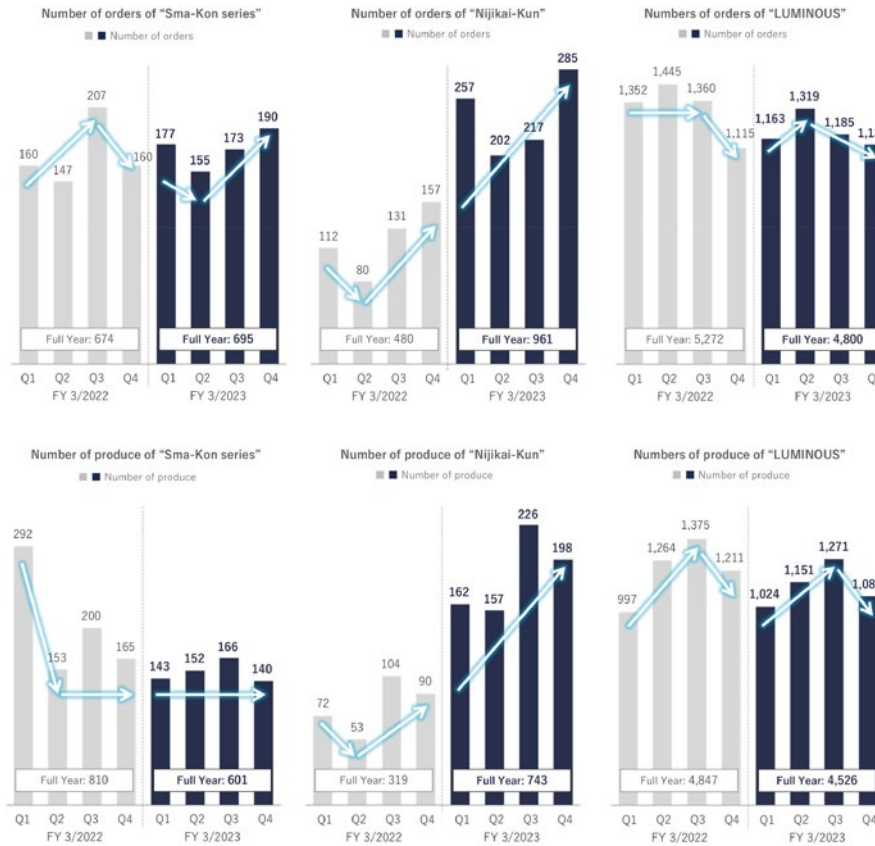 Number of orders of “Sma-Kon series”
Number of orders
207
190
177
173
160
160
155
147
Full Year: 674
Full Year: 695
Q1 Q2 Q3 Q4 Q1 Q2 Q3 Q4
FY 3/2022 FY 3/2023
Number of orders of “Nijikai-Kun”
Number of orders
285
257
217
202
157
131
112
80
Full Year: 480
Full Year: 961
Q1 Q2 Q3 Q4 Q1 Q2 Q3 Q4
FY 3/2022 FY 3/2023
Numbers of orders of “LUMINOUS”
Number of orders
1,445
1,352
1,360
1,319
1,163
1,185
1,115
Full Year: 5,272
Full Year: 4,800
Q1 Q2 Q3 Q4 Q1 Q2 Q3
FY 3/2022 FY 3/2023
Number of produce of “Sma-Kon series”
Number of produce
292
200
165
153
166
152
143
140
Full Year: 810
Full Year: 601
Q1 Q2 Q3 Q4 Q1 Q2 Q3 Q4
FY 3/2022 FY 3/2023
Number of produce of “Nijikai-Kun”
Number of produce
226
198
162
157
104
90
72
53
Full Year: 319
Full Year: 743
Q1 Q2 Q3 Q4 Q1 Q2 Q3 Q4
FY 3/2022 FY 3/2023
Numbers of produce of “LUMINOUS”
Number of produce
1,375
1,264
1,271
1,211
1,151
997
1,024
Full Year: 4,847
Full Year: 4,526
Q1 Q2 Q3 Q4 Q1 Q2 Q3 Q4
FY 3/2022 FY 3/2023